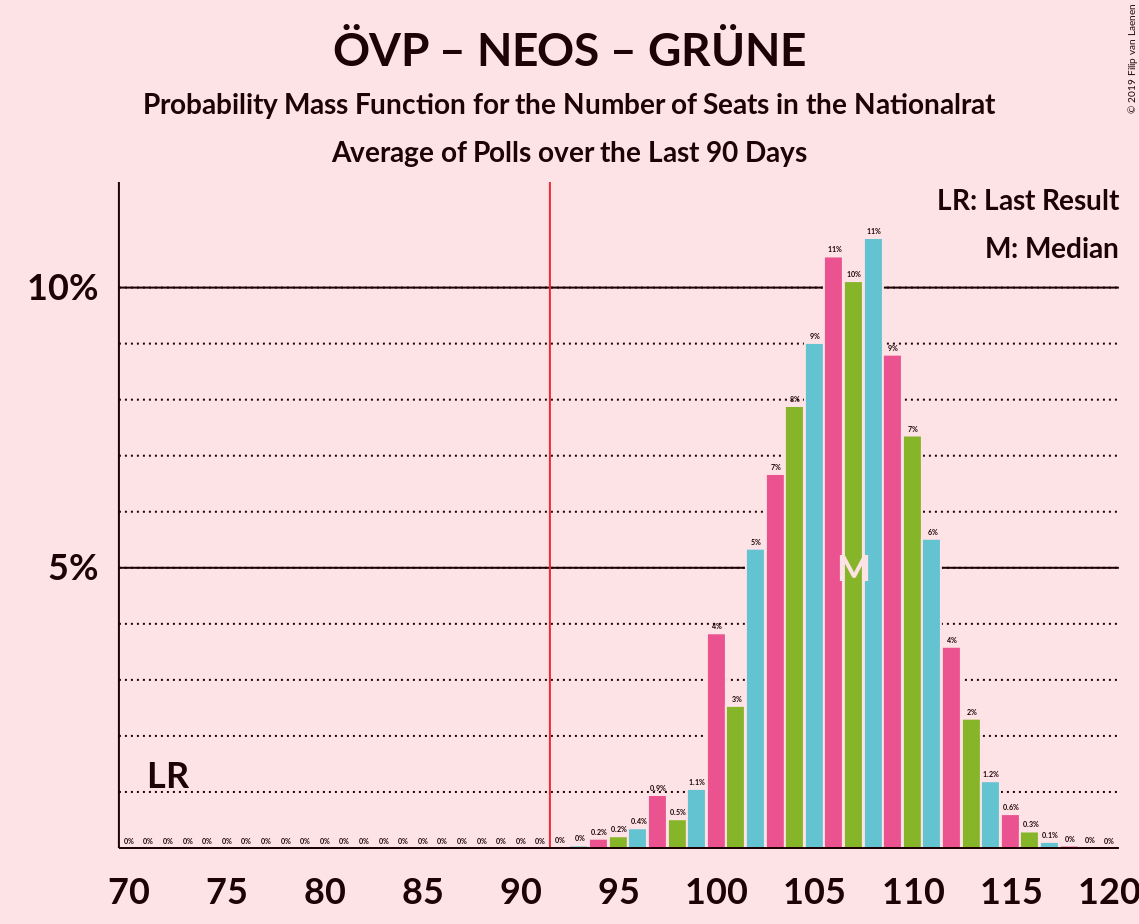 ÖVP – NEOS – GRÜNE
Probability Mass Function for the Number of Seats in the Nationalrat
Average of Polls over the Last 90 Days
© 2019 Filip van Laenen
LR: Last Result
M: Median
10%
5%
LR
M
0% 0% 0% 0% 0% 0% 0% 0% 0% 0% 0% 0% 0% 0% 0% 0% 0% 0% 0% 0% 0% 0% 0% 0% 0.2% 0.2% 0.4% 0.9% 0.5% 1.1% 4% 3% 5% 7% 8% 9% 11% 10% 11% 9% 7% 6% 4% 2% 1.2% 0.6% 0.3% 0.1% 0% 0% 0%
70 75 80 85 90 95 100 105 110 115 120